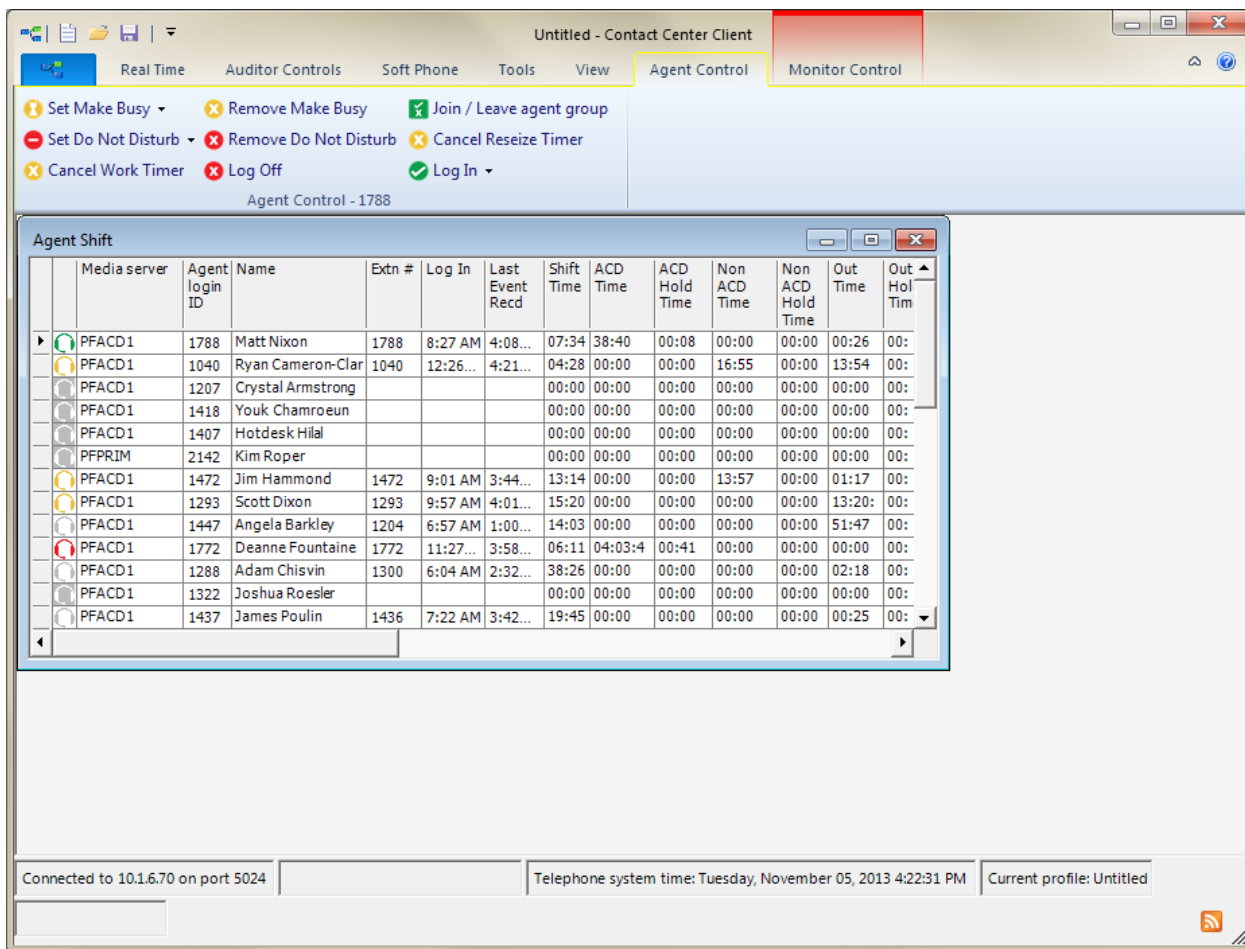 Untitled - Contact Center Client
Real Time Auditor Controls Soft Phone Tools View Agent Control Monitor Control
Set Make Busy Remove Make Busy Join / Leave agent group
Set Do Not Disturb Remove Do Not Disturb Cancel Reseize Timer
Cancel Work Timer Log Off Log In
Agent Control - 1788
Agent Shift
Media server Agent login ID Name Extn # Log In Last Event Recd Shift Time ACD Time ACD Hold Time Non ACD Time Non ACD Hold Time Out Time Out Hol Tim
PFACD1 1788 Matt Nixon 1788 8:27 AM 4:08... 07:34 38:40 00:08 00:00 00:00 00:26 00:
PFACD1 1040 Ryan Cameron-Clar 1040 12:26... 4:21... 04:28 00:00 00:00 16:55 00:00 13:54 00:
PFACD1 1207 Crystal Armstrong 00:00 00:00 00:00 00:00 00:00 00:00 00:
PFACD1 1418 Youk Chamroeun 00:00 00:00 00:00 00:00 00:00 00:00 00:
PFACD1 1407 Hotdesk Hilal 00:00 00:00 00:00 00:00 00:00 00:00 00:
PFPRIM 2142 Kim Roper 00:00 00:00 00:00 00:00 00:00 00:00 00:
PFACD1 1472 Jim Hammond 1472 9:01 AM 3:44... 13:14 00:00 00:00 13:57 00:00 01:17 00:
PFACD1 1293 Scott Dixon 1293 9:57 AM 4:01... 15:20 00:00 00:00 00:00 00:00 13:20: 00:
PFACD1 1447 Angela Barkley 1204 6:57 AM 1:00... 14:03 00:00 00:00 00:00 00:00 51:47 00:
PFACD1 1772 Deanne Fountaine 1772 11:27... 3:58... 06:11 04:03:4 00:41 00:00 00:00 00:00 00:
PFACD1 1288 Adam Chisvin 1300 6:04 AM 2:32... 38:26 00:00 00:00 00:00 00:00 02:18 00:
PFACD1 1322 Joshua Roesler 00:00 00:00 00:00 00:00 00:00 00:00 00:
PFACD1 1437 James Poulin 1436 7:22 AM 3:42... 19:45 00:00 00:00 00:00 00:00 00:25 00:
Connected to 10.1.6.70 on port 5024 Telephone system time: Tuesday, November 05, 2013 4:22:31 PM Current profile: Untitled